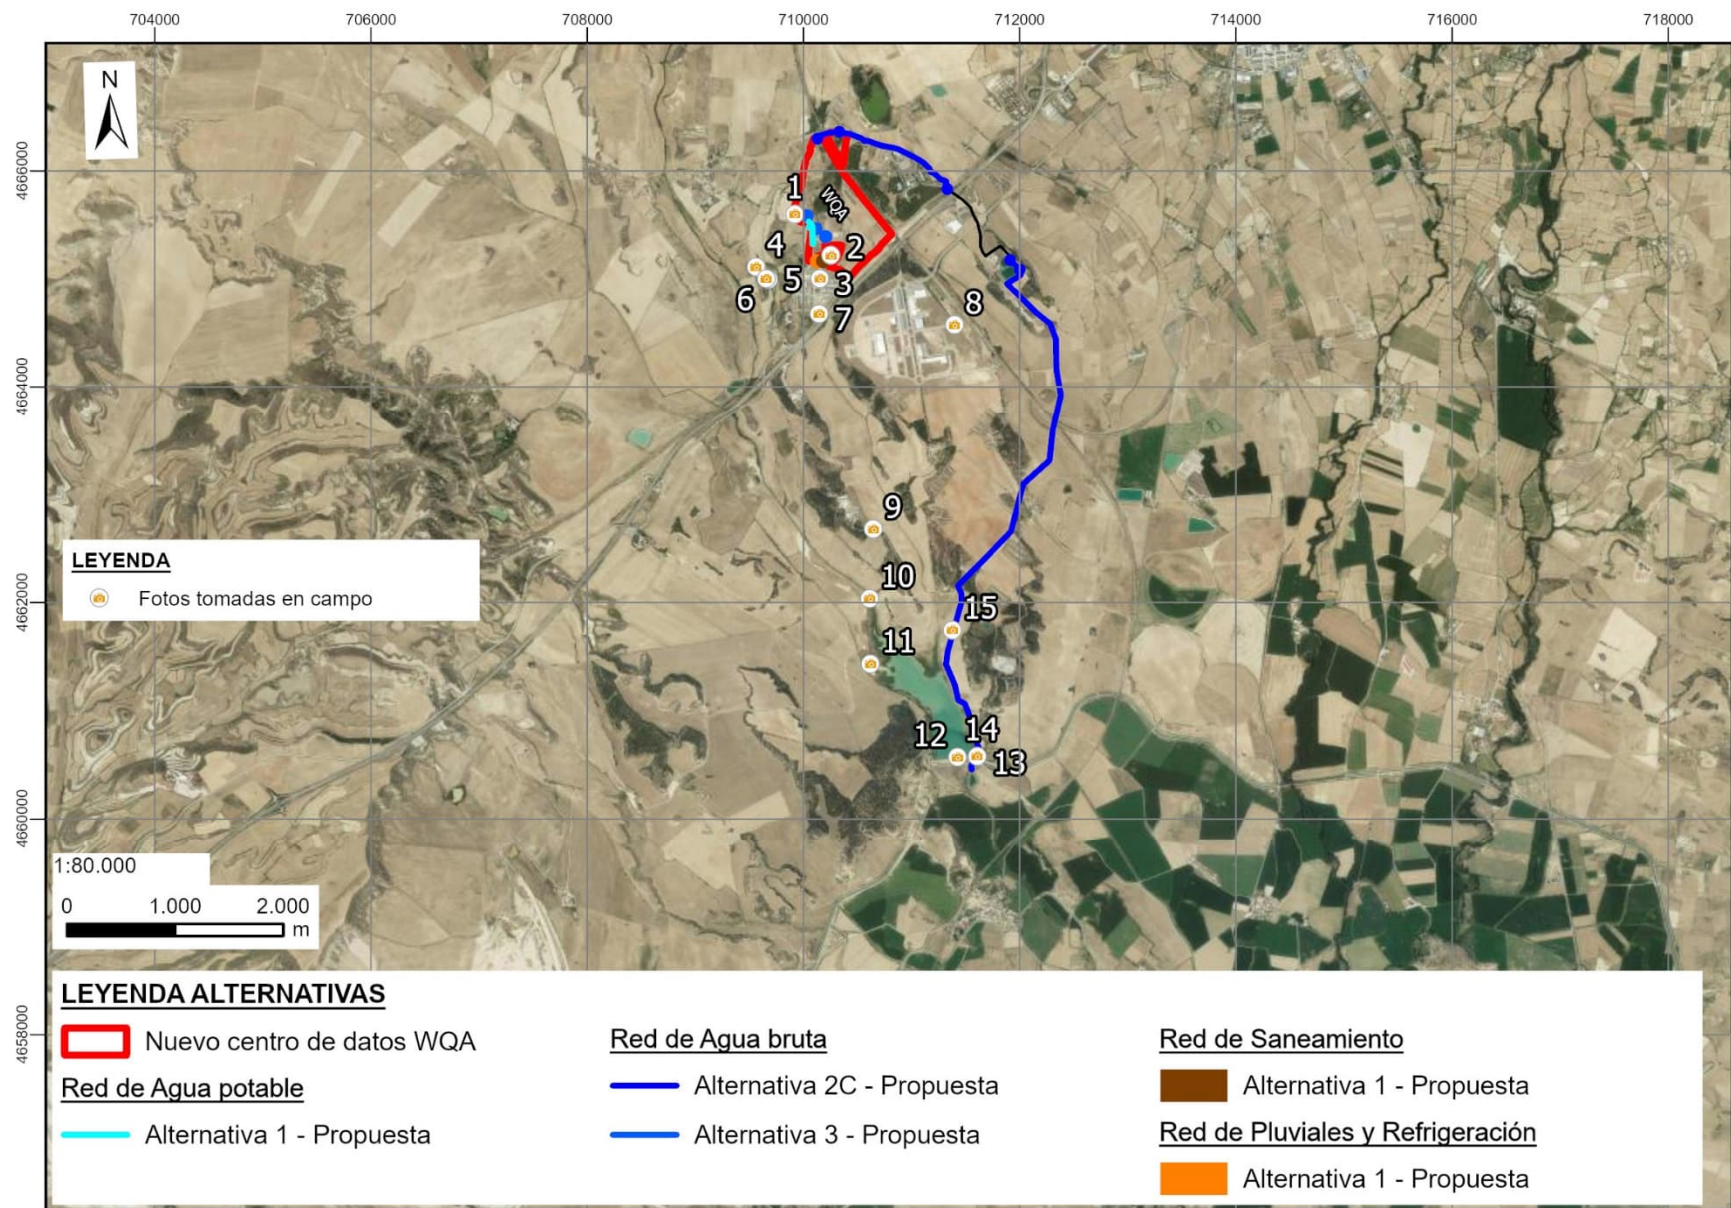 704000 706000 708000 710000 712000 714000 716000 718000
N
4666000
WQA
1
2
4
5
3
6
7
8
4664000
9
10
4662000
15
11
14
12
13
4660000
LEYENDA
Fotos tomadas en campo
1:80.000
0 1.000 2.000
m
4658000
LEYENDA ALTERNATIVAS
Nuevo centro de datos WQA
Red de Agua potable
Alternativa 1 - Propuesta
Red de Agua bruta
Alternativa 2C - Propuesta
Alternativa 3 - Propuesta
Red de Saneamiento
Alternativa 1 - Propuesta
Red de Pluviales y Refrigeración
Alternativa 1 - Propuesta